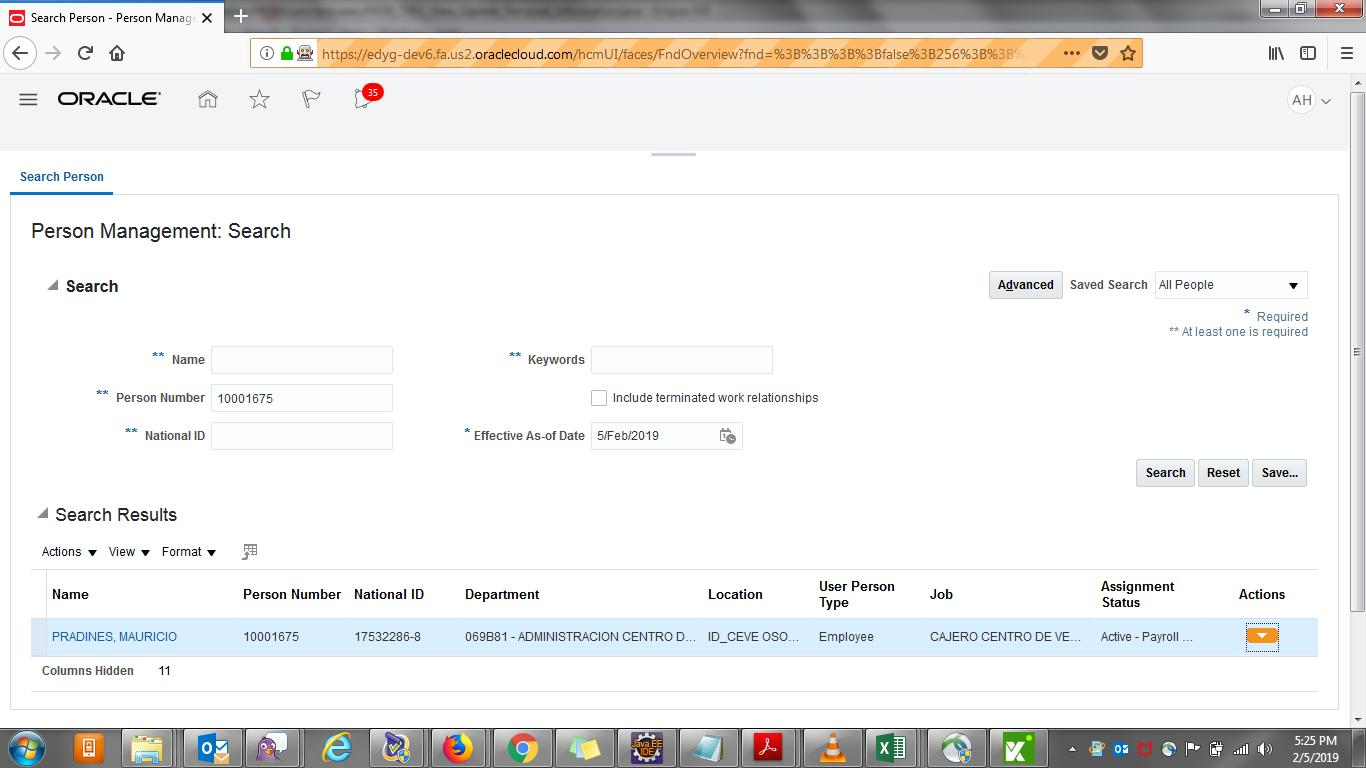 Search Person - Person Manage
https://edyg-dev6.fa.us2.oraclecloud.com/hcmUI/faces/FndOverview?fnd=%3B%3B%3B%3Bfalse%3B256%3B%3B%
ORACLE
35
AH
Search Person
Person Management: Search
Search
Advanced Saved Search All People
* Required
** At least one is required
** Name
** Keywords
** Person Number 10001675
Include terminated work relationships
** National ID
* Effective As-of Date 5/Feb/2019
Search Reset Save...
Search Results
Actions View Format
Name Person Number National ID Department Location User Person Type Job Assignment Status Actions
PRADINES, MAURICIO 10001675 17532286-8 069B81 - ADMINISTRACION CENTRO D... ID_CEVE OSO... Employee CAJERO CENTRO DE VE... Active - Payroll ...
Columns Hidden 11
Java EE
IDE
5:25 PM
2/5/2019